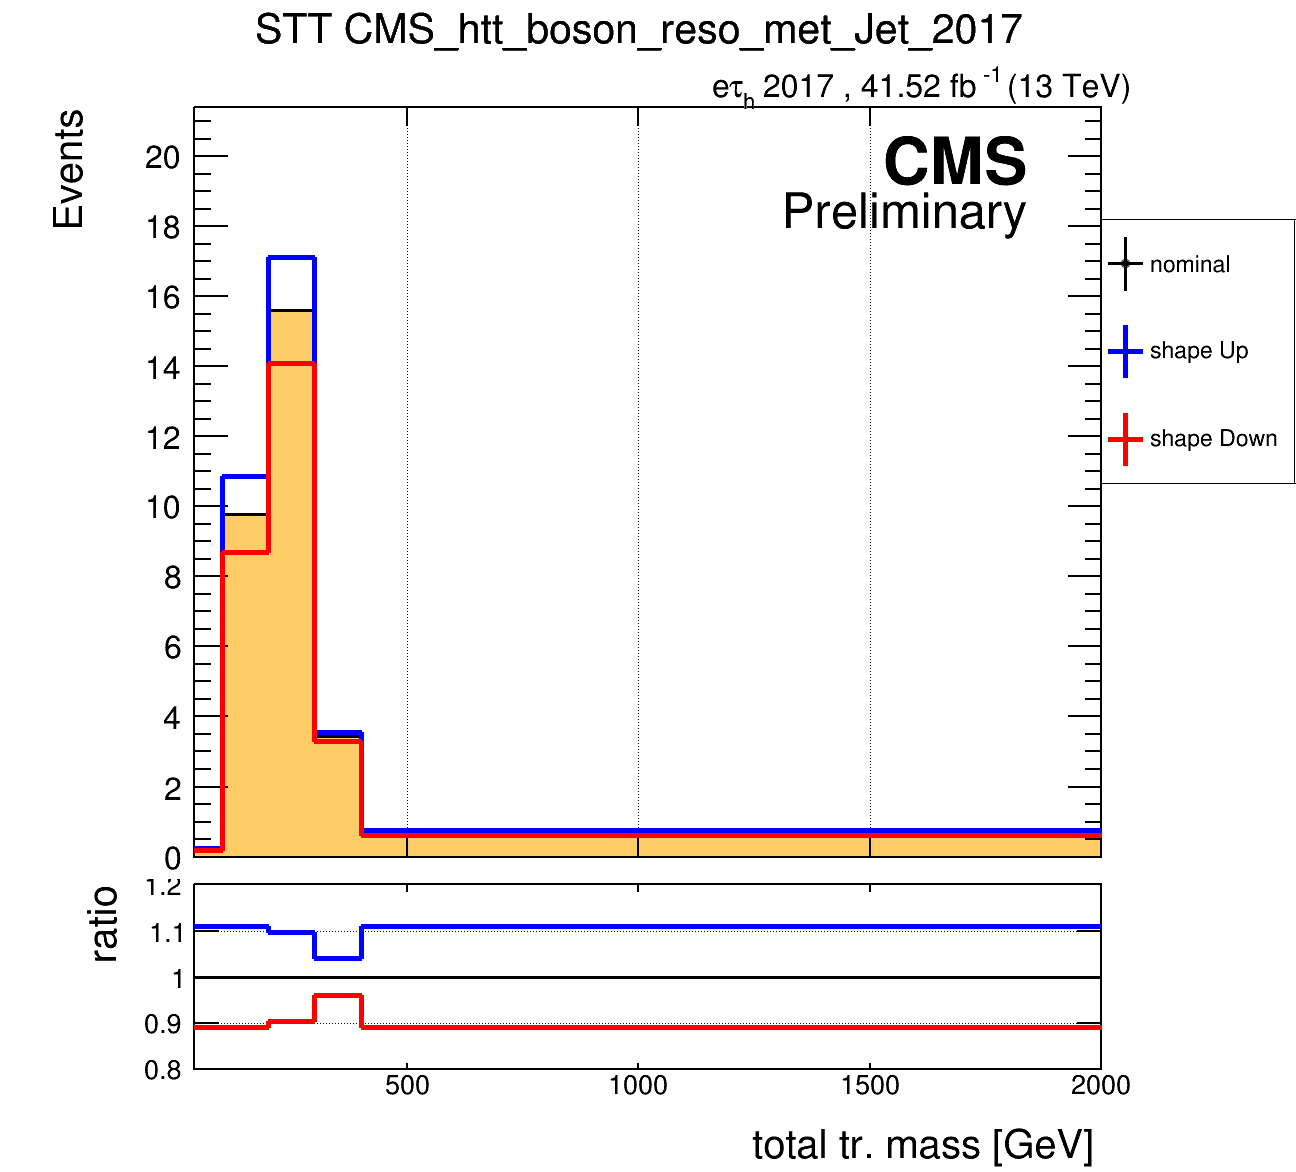 STT CMS_htt_boson_reso_met_Jet_2017
eτh 2017 , 41.52 fb -1 (13 TeV)
Events
CMS
Preliminary
20
18
16
14
12
10
8
6
4
2
0
nominal
shape Up
shape Down
ratio
1.2
1.1
1
0.9
0.8
500
1000
1500
2000
total tr. mass [GeV]